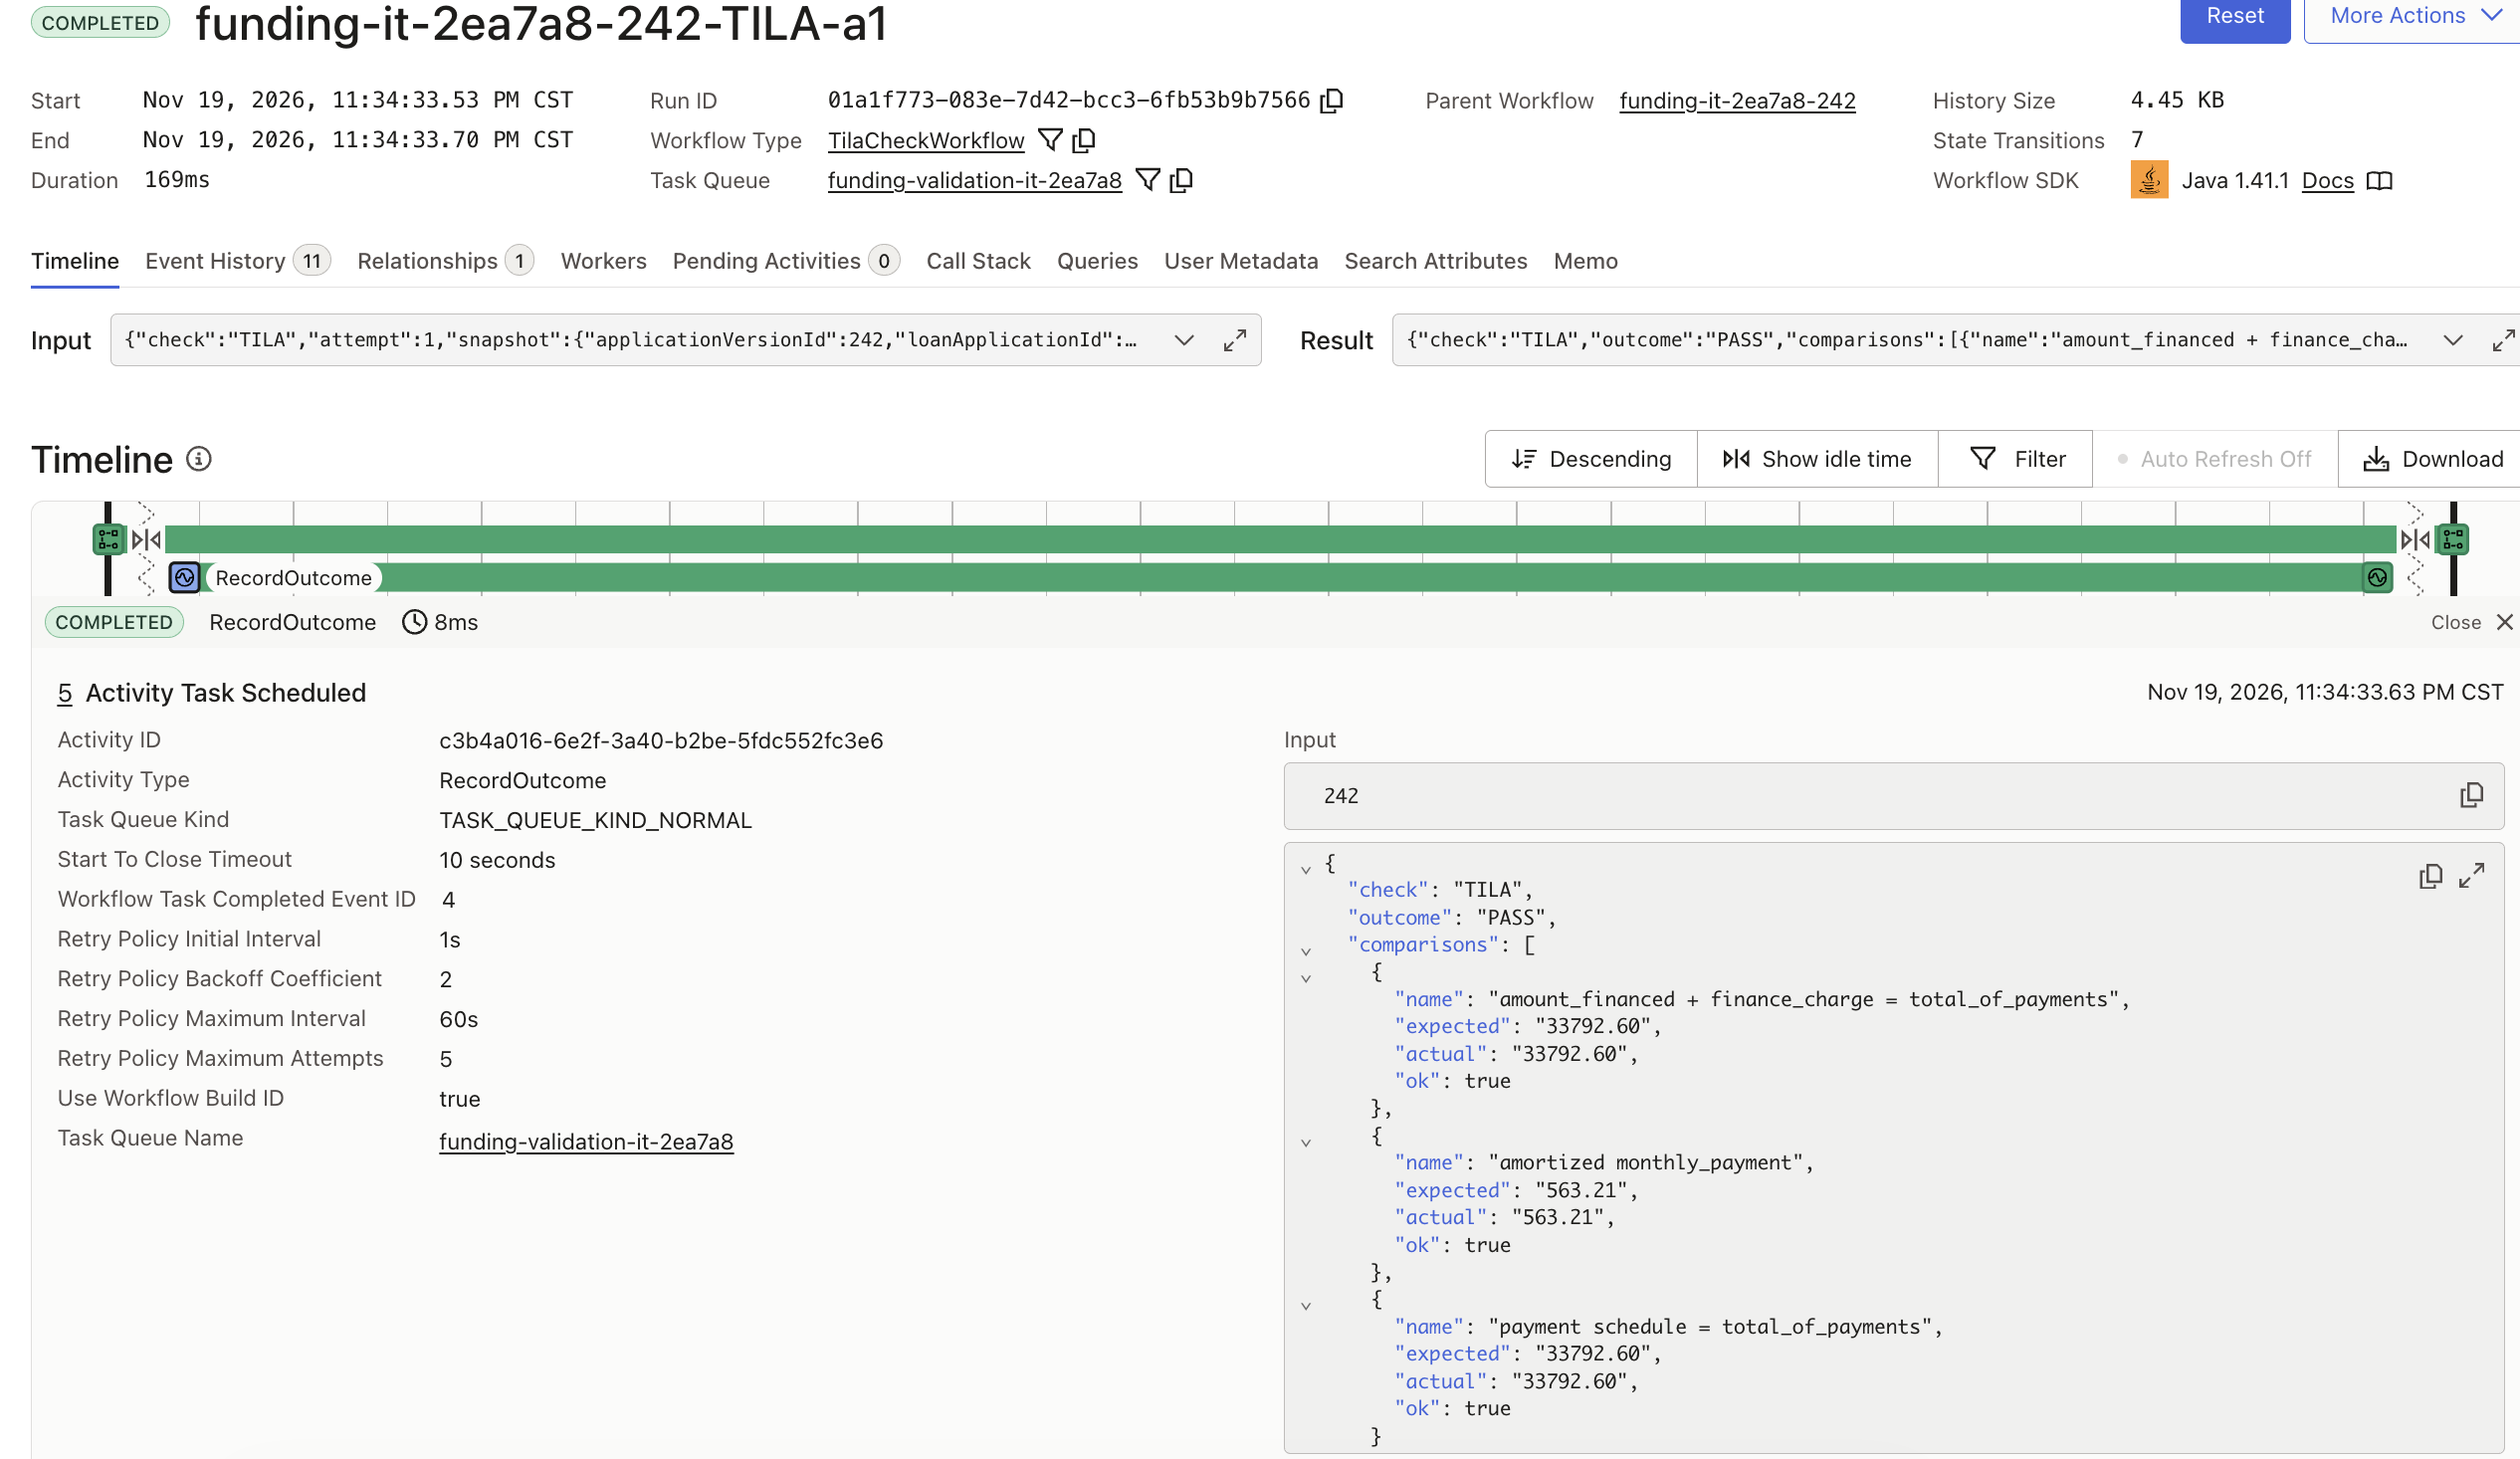 COMPLETED funding-it-2ea7a8-242-TILA-a1 Reset More Actions
Start Nov 19, 2026, 11:34:33.53 PM CST Run ID 01a1f773-083e-7d42-bcc3-6fb53b9b7566 Parent Workflow funding-it-2ea7a8-242 History Size 4.45 KB
End Nov 19, 2026, 11:34:33.70 PM CST Workflow Type TilaCheckWorkflow State Transitions 7
Duration 169ms Task Queue funding-validation-it-2ea7a8 Workflow SDK Java 1.41.1 Docs
Timeline Event History 11 Relationships 1 Workers Pending Activities 0 Call Stack Queries User Metadata Search Attributes Memo
Input {"check":"TILA","attempt":1,"snapshot":{"applicationVersionId":242,"loanApplicationId":… Result {"check":"TILA","outcome":"PASS","comparisons":[{"name":"amount_financed + finance_cha…
Timeline Descending Show idle time Filter Auto Refresh Off Download
RecordOutcome
COMPLETED RecordOutcome 8ms Close
5 Activity Task Scheduled Nov 19, 2026, 11:34:33.63 PM CST
Activity ID c3b4a016-6e2f-3a40-b2be-5fdc552fc3e6
Activity Type RecordOutcome
Task Queue Kind TASK_QUEUE_KIND_NORMAL
Start To Close Timeout 10 seconds
Workflow Task Completed Event ID 4
Retry Policy Initial Interval 1s
Retry Policy Backoff Coefficient 2
Retry Policy Maximum Interval 60s
Retry Policy Maximum Attempts 5
Use Workflow Build ID true
Task Queue Name funding-validation-it-2ea7a8
Input
242
{
"check": "TILA",
"outcome": "PASS",
"comparisons": [
{
"name": "amount_financed + finance_charge = total_of_payments",
"expected": "33792.60",
"actual": "33792.60",
"ok": true
},
{
"name": "amortized monthly_payment",
"expected": "563.21",
"actual": "563.21",
"ok": true
},
{
"name": "payment schedule = total_of_payments",
"expected": "33792.60",
"actual": "33792.60",
"ok": true
}